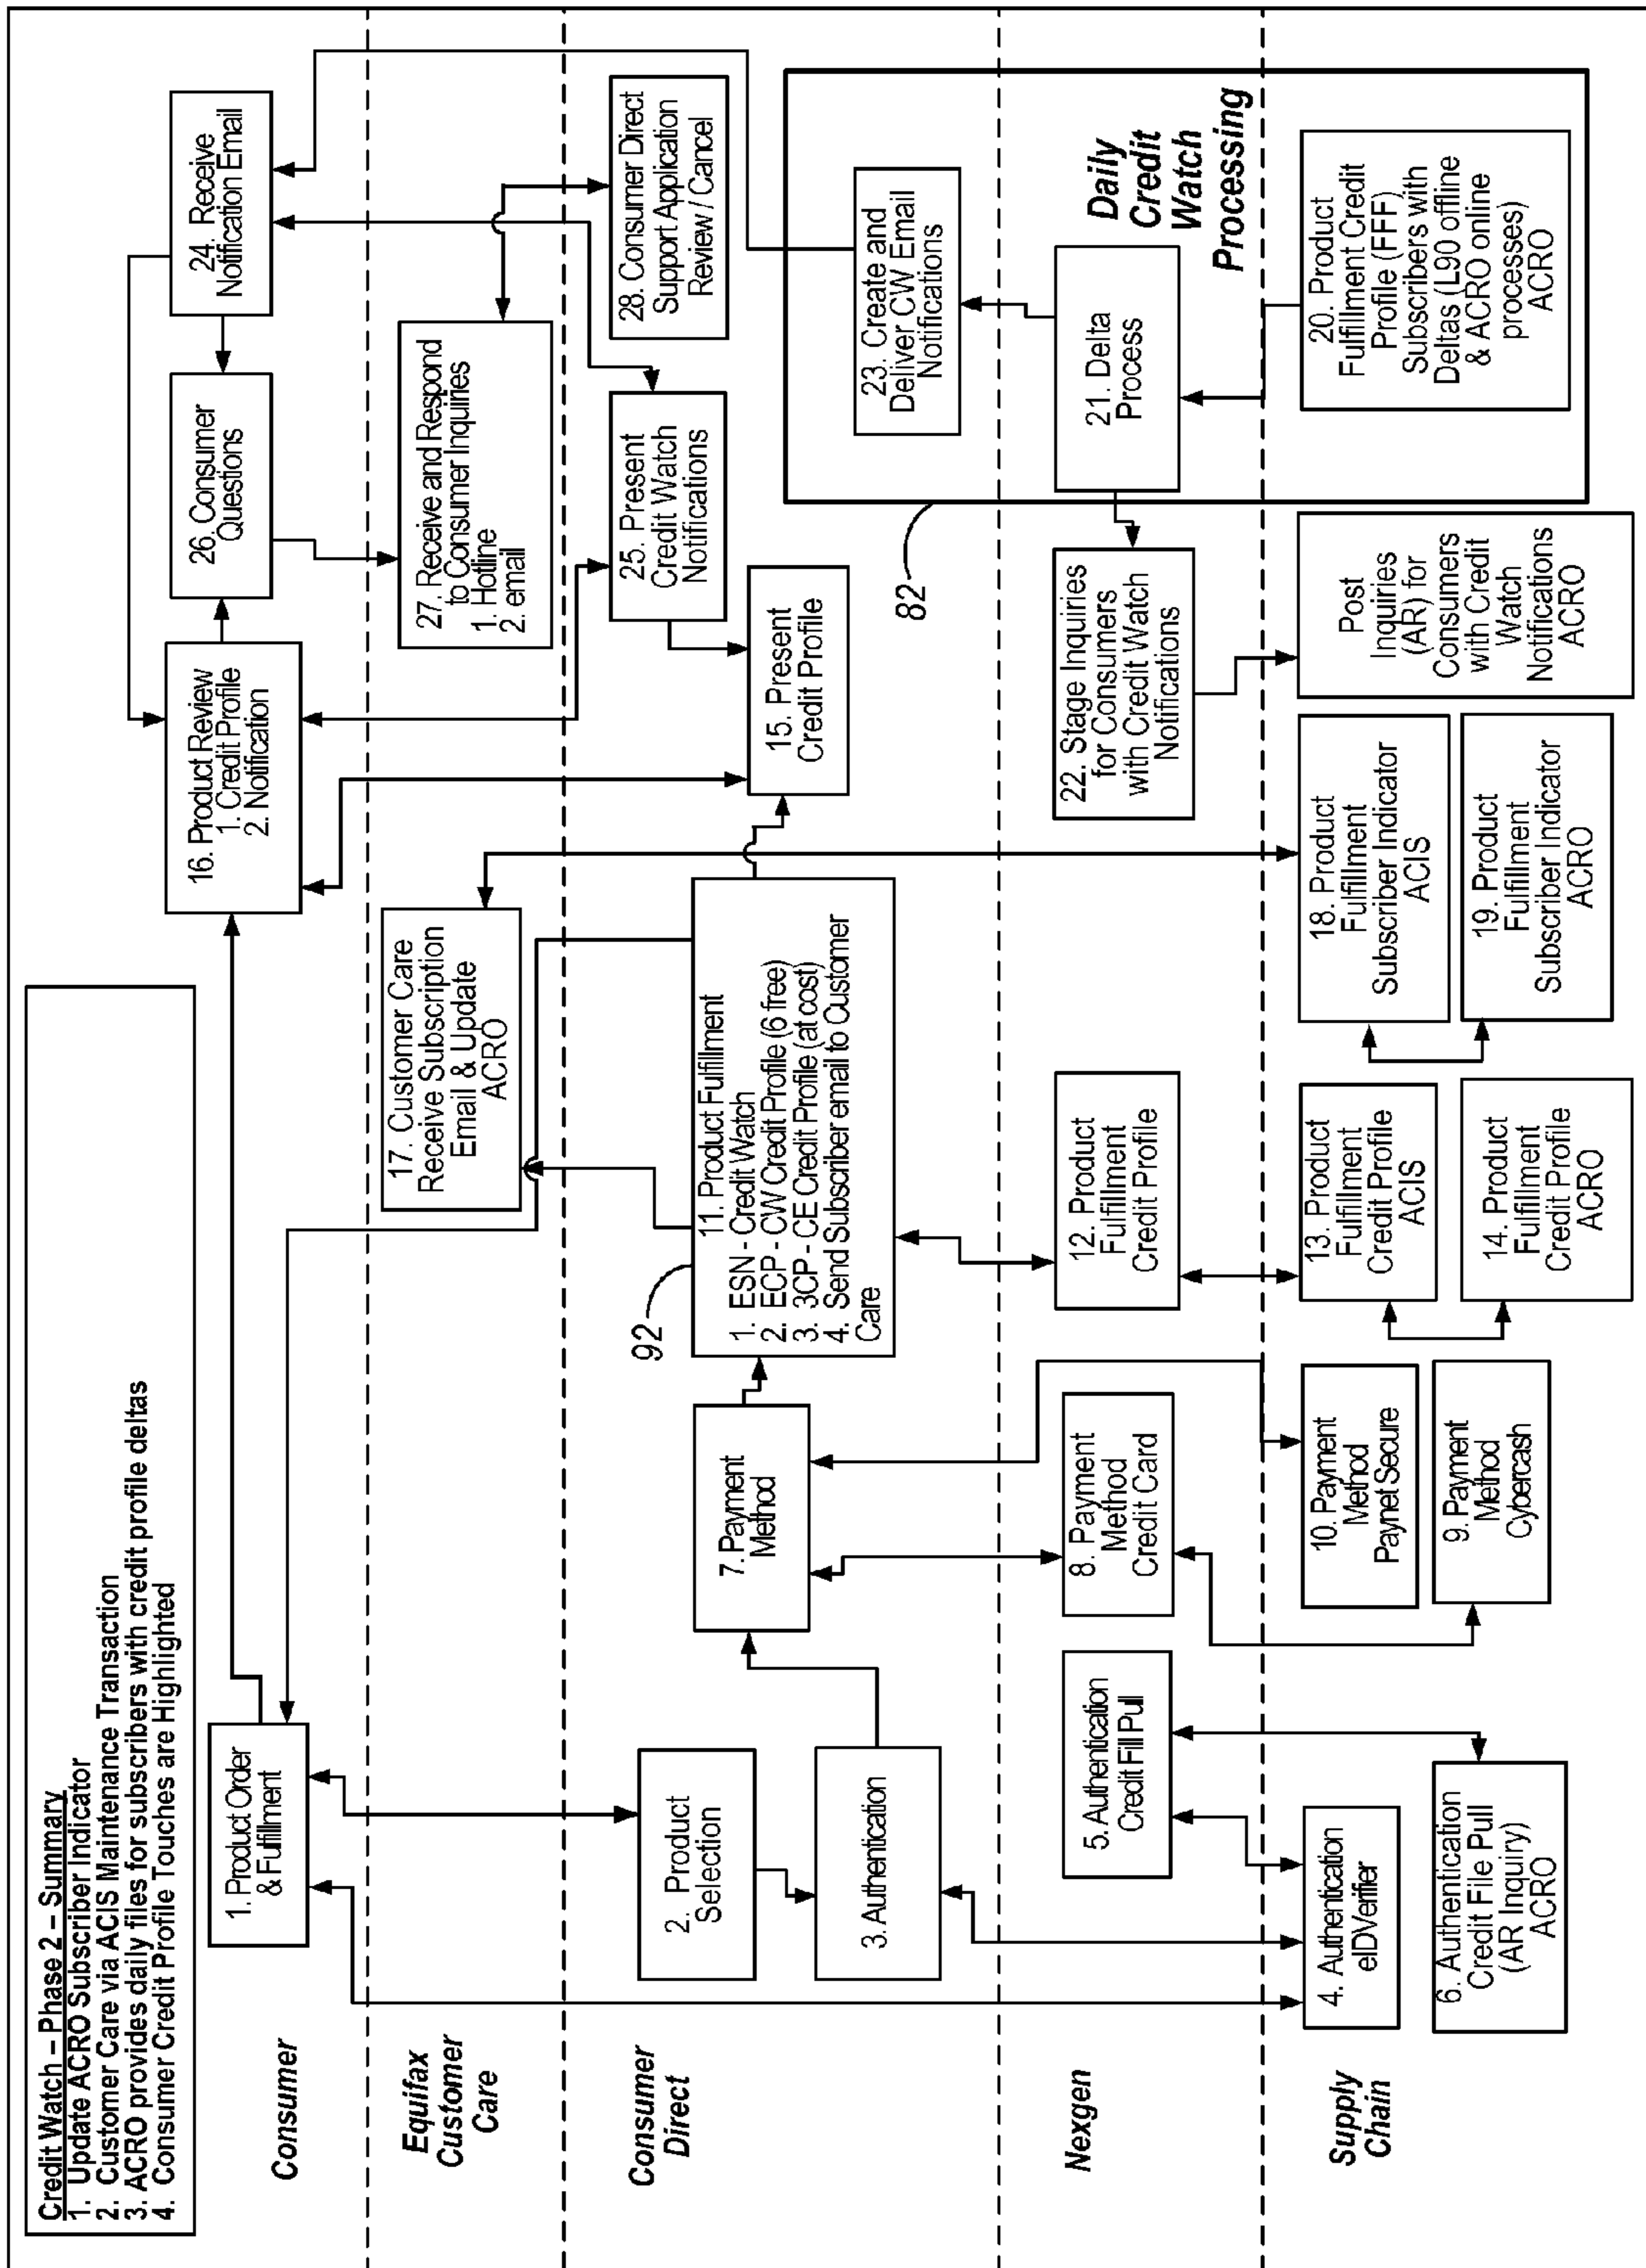 Credit Watch – Phase 2 – Summary
1. Update ACRO Subscriber Indicator
2. Customer Care via ACIS Maintenance Transaction
3. ACRO provides daily files for subscribers with credit profile deltas
4. Consumer Credit Profile Touches are Highlighted
Consumer
1. Product Order
& Fulfillment
16. Product Review
1. Credit Profile
2. Notification
26. Consumer
Questions
24. Receive
Notification Email
Equifax
Customer
Care
17. Customer Care
Receive Subscription
Email & Update
ACRO
27. Receive and Respond
to Consumer Inquiries
1. Hotline
2. email
Consumer
Direct
2. Product
Selection
3. Authentication
7. Payment
Method
92
11. Product Fulfillment
1. ESN - Credit Watch
2. ECP - CW Credit Profile (6 free)
3. 3CP - CE Credit Profile (at cost)
4. Send Subscriber email to Customer
Care
15. Present
Credit Profile
25. Present
Credit Watch
Notifications
28. Consumer Direct
Support Application
Review / Cancel
82
23. Create and
Deliver CW Email
Notifications
Nexgen
5. Authentication
Credit Fill Pull
8. Payment
Method
Credit Card
12. Product
Fulfillment
Credit Profile
22. Stage Inquiries
for Consumers
with Credit Watch
Notifications
21. Delta
Process
Daily
Credit
Watch
Processing
Supply
Chain
4. Authentication
eIDVerifier
6. Authentication
Credit File Pull
(AR Inquiry)
ACRO
10. Payment
Method
Paynet Secure
9. Payment
Method
Cybercash
13. Product
Fulfillment
Credit Profile
ACIS
14. Product
Fulfillment
Credit Profile
ACRO
18. Product
Fulfillment
Subscriber Indicator
ACIS
19. Product
Fulfillment
Subscriber Indicator
ACRO
Post
Inquiries
(AR) for
Consumers
with Credit
Watch
Notifications
ACRO
20. Product
Fulfillment Credit
Profile (FFF)
Subscribers with
Deltas (L90 offline
& ACRO online
processes)
ACRO